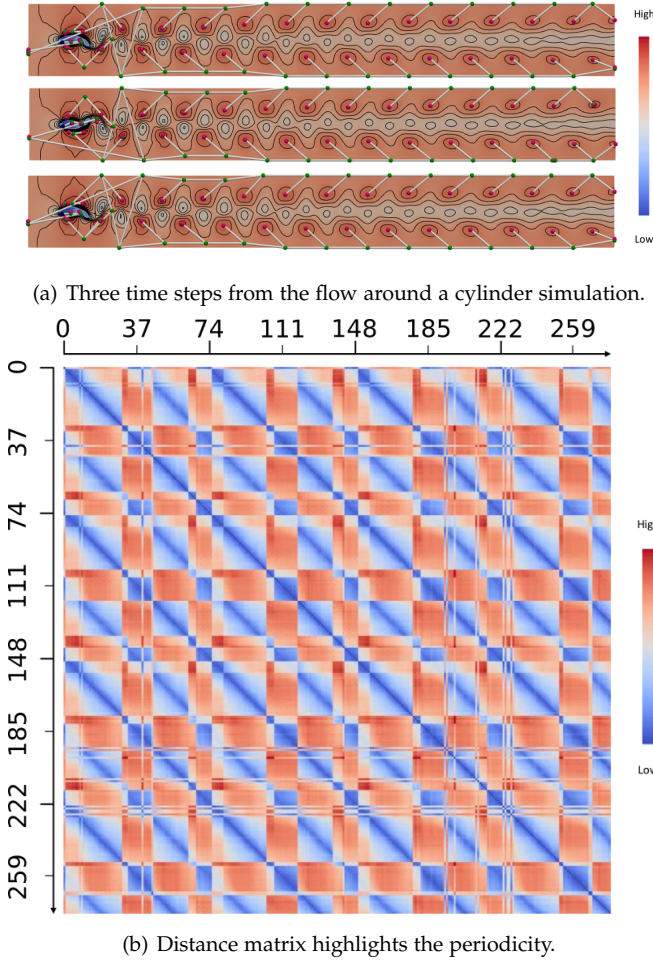 High
Low
(a) Three time steps from the flow around a cylinder simulation.
0 37 74 111 148 185 222 259
0
37
74
111
148
185
222
259
High
Low
(b) Distance matrix highlights the periodicity.